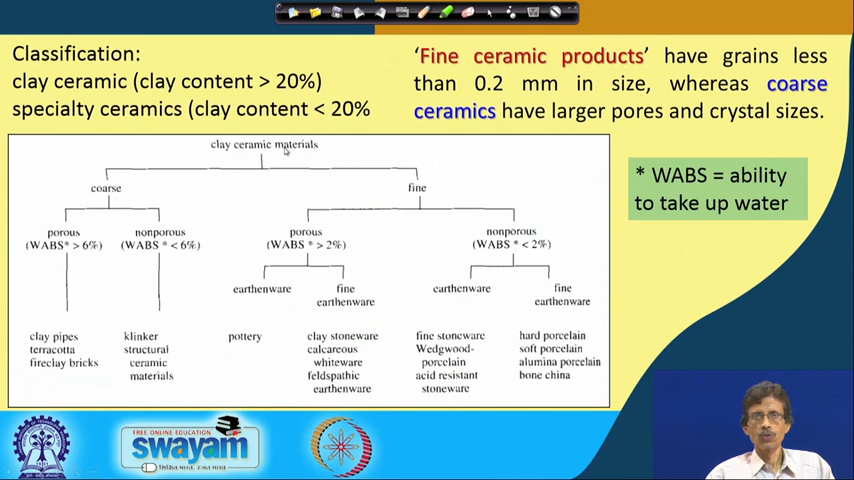 Classification:
clay ceramic (clay content > 20%)
specialty ceramics (clay content < 20%
‘Fine ceramic products’ have grains less
than 0.2 mm in size, whereas coarse
ceramics have larger pores and crystal sizes.
* WABS = ability
to take up water
clay ceramic materials
coarse
fine
porous
(WABS* > 6%)
nonporous
(WABS * < 6%)
porous
(WABS * > 2%)
nonporous
(WABS * < 2%)
earthenware
fine
earthenware
earthenware
fine
earthenware
clay pipes
terracotta
fireclay bricks
klinker
structural
ceramic
materials
pottery
clay stoneware
calcareous
whiteware
feldspathic
earthenware
fine stoneware
Wedgwood-
porcelain
acid resistant
stoneware
hard porcelain
soft porcelain
alumina porcelain
bone china
FREE ONLINE EDUCATION
swayam